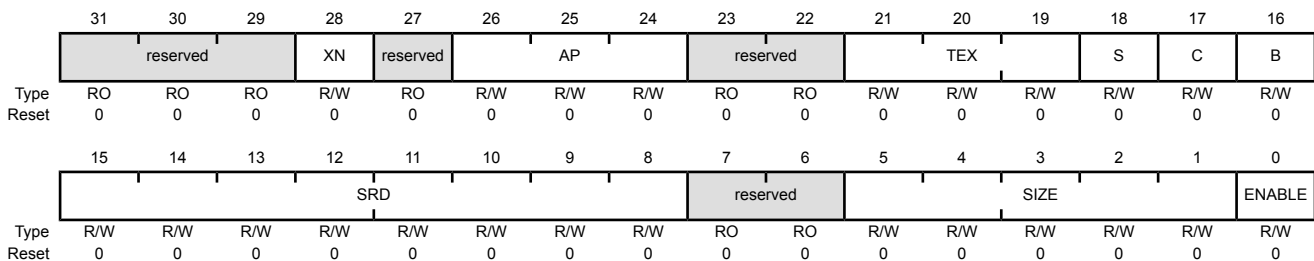 31 30 29 28 27 26 25 24 23 22 21 20 19 18 17 16
reserved XN reserved AP reserved TEX S C B
Type RO RO RO R/W RO R/W R/W R/W RO RO R/W R/W R/W R/W R/W R/W
Reset 0 0 0 0 0 0 0 0 0 0 0 0 0 0 0 0
15 14 13 12 11 10 9 8 7 6 5 4 3 2 1 0
SRD reserved SIZE ENABLE
Type R/W R/W R/W R/W R/W R/W R/W R/W RO RO R/W R/W R/W R/W R/W R/W
Reset 0 0 0 0 0 0 0 0 0 0 0 0 0 0 0 0